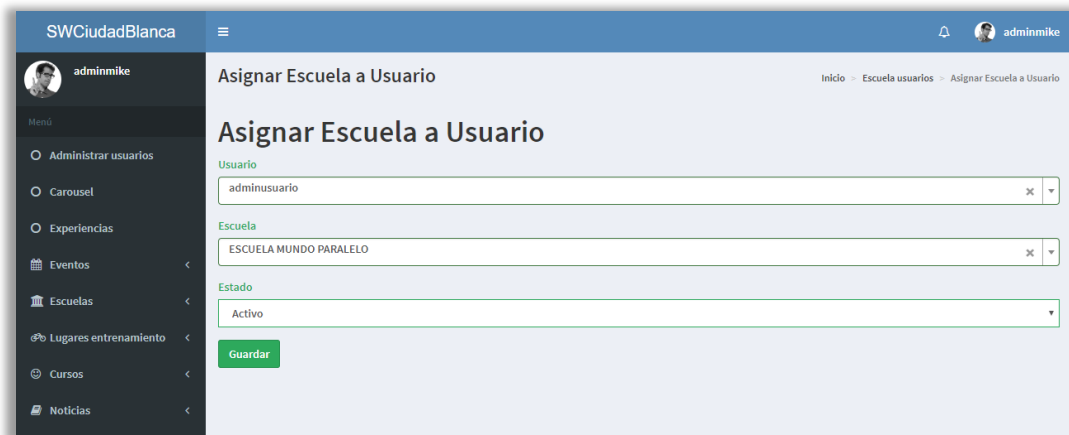 SWCiudadBlanca
adminmike
adminmike
Asignar Escuela a Usuario
Inicio > Escuela usuarios > Asignar Escuela a Usuario
Menú
Asignar Escuela a Usuario
Administrar usuarios
Usuario
adminusuario
Carousel
Experiencias
Escuela
ESCUELA MUNDO PARALELO
Eventos
Estado
Escuelas
Activo
Lugares entrenamiento
Guardar
Cursos
Noticias